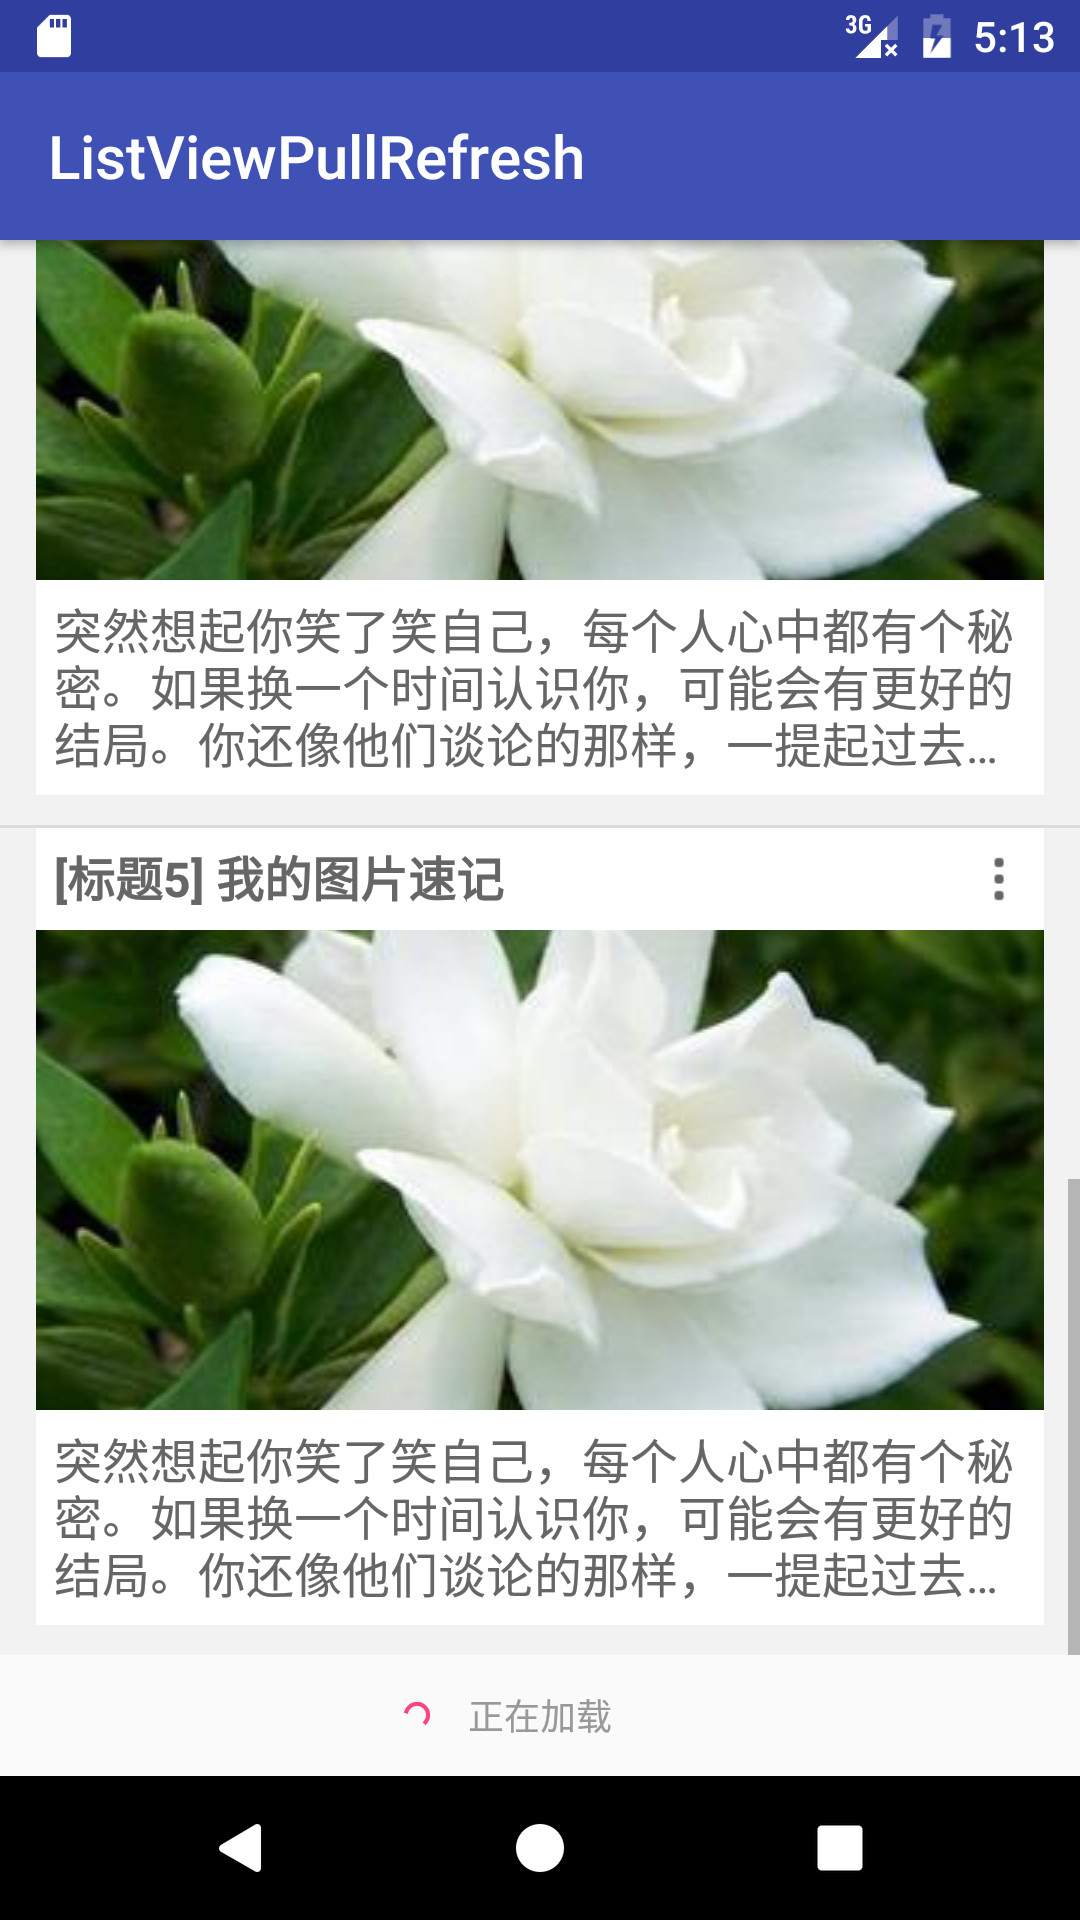 3G 5:13
ListViewPullRefresh
突然想起你笑了笑自己，每个人心中都有个秘
密。如果换一个时间认识你，可能会有更好的
结局。你还像他们谈论的那样，一提起过去…
[标题5] 我的图片速记
突然想起你笑了笑自己，每个人心中都有个秘
密。如果换一个时间认识你，可能会有更好的
结局。你还像他们谈论的那样，一提起过去…
正在加载